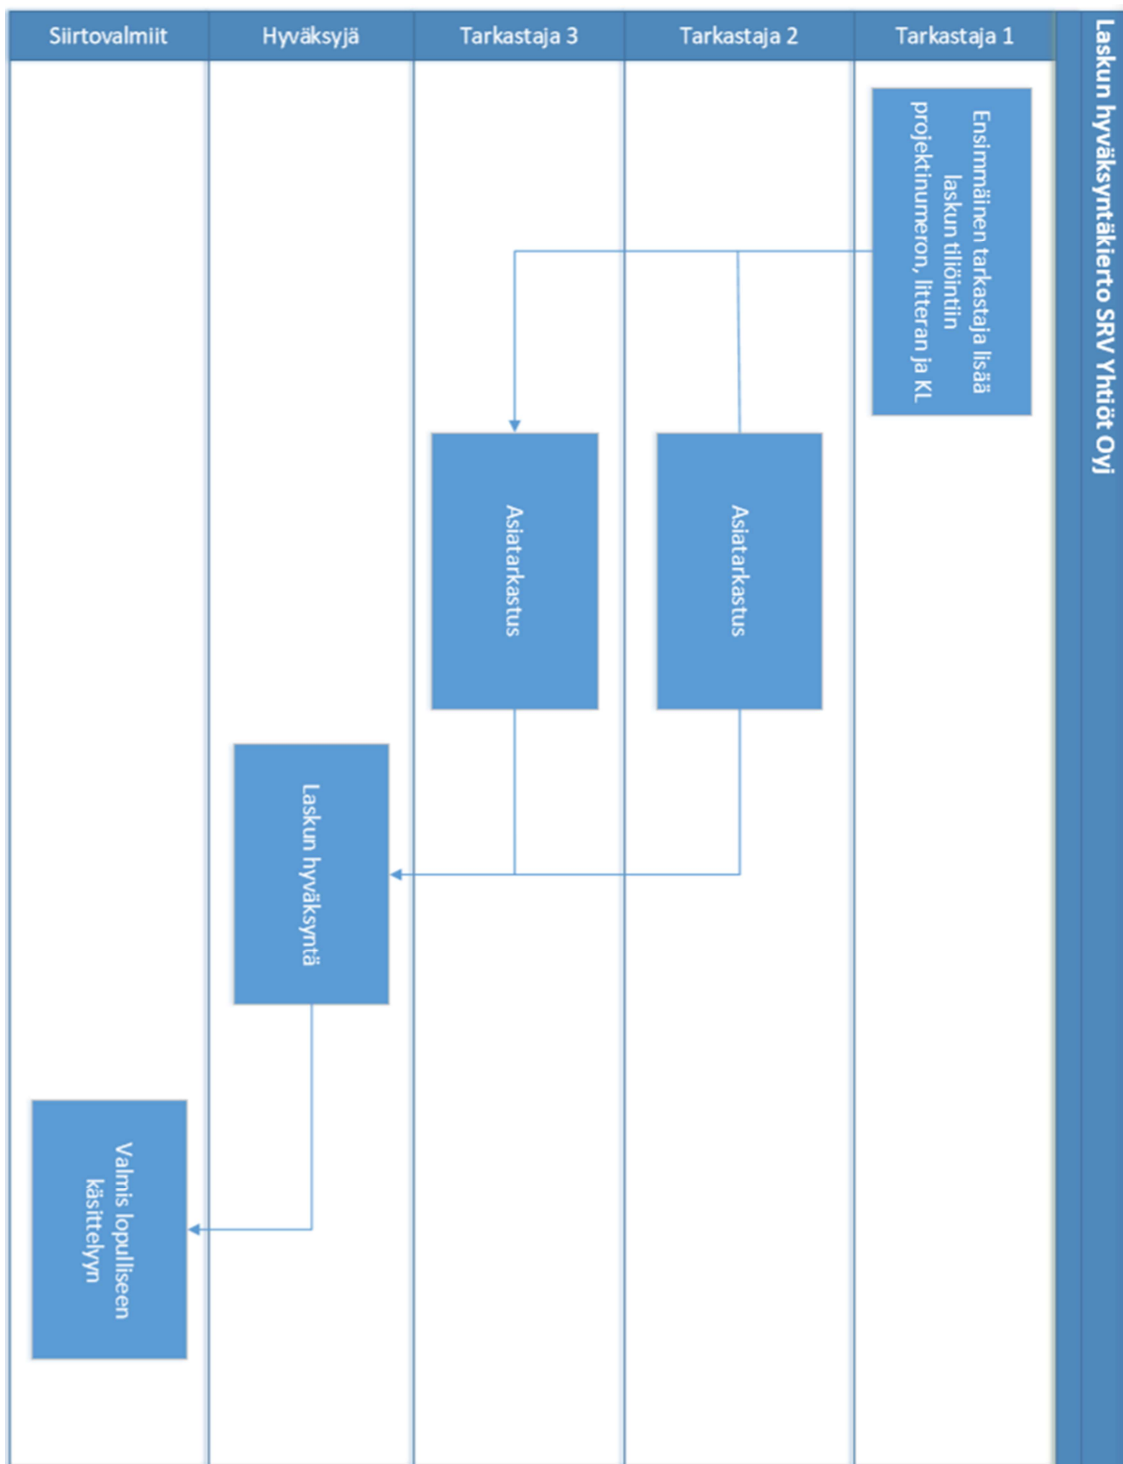 Laskun hyväksyntäkierto SRV Yhtiöt Oyj
Tarkastaja 1
Ensimmäinen tarkastaja lisää
laskun tiliöintiin
projektinumeron, litteran ja KL
Tarkastaja 2
Asiatarkastus
Tarkastaja 3
Asiatarkastus
Hyväksyjä
Laskun hyväksyntä
Siirtovalmiit
Valmis lopulliseen
käsittelyyn